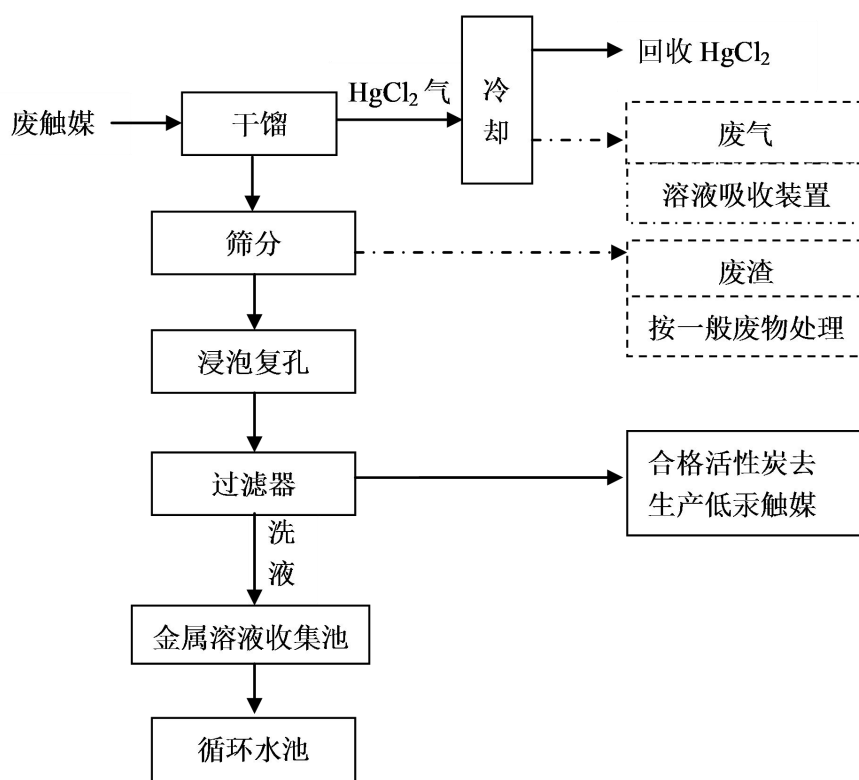 回收 HgCl₂
HgCl₂ 气
冷
却
废触媒
干馏
废气
溶液吸收装置
筛分
废渣
按一般废物处理
浸泡复孔
过滤器
合格活性炭去
生产低汞触媒
洗
液
金属溶液收集池
循环水池